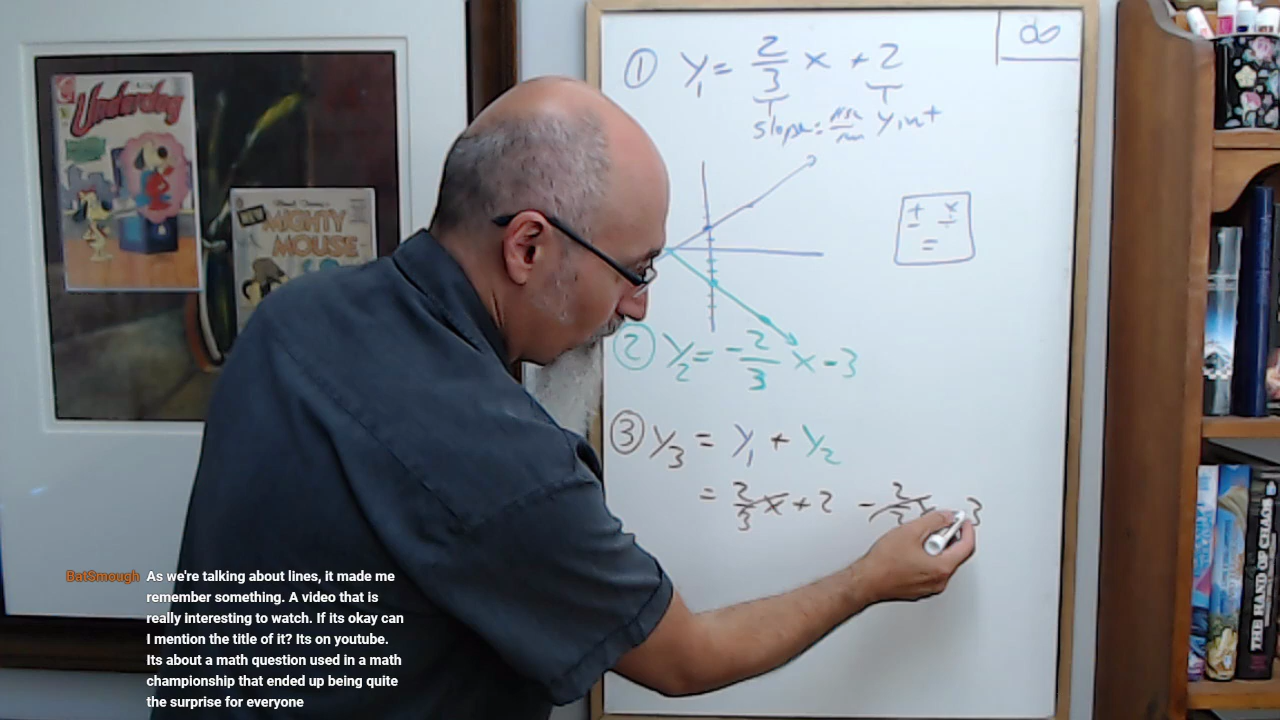 Underdog
NEW
MIGHTY
MOUSE
① y₁ = 2/3 x + 2
slope = rise/run y int
∞
+ x
- ÷
=
② y₂ = -2/3 x - 3
③ y₃ = y₁ + y₂
= 2/3 x + 2 - 2/3 x - 3
BatSmough As we're talking about lines, it made me
remember something. A video that is
really interesting to watch. If its okay can
I mention the title of it? Its on youtube.
Its about a math question used in a math
championship that ended up being quite
the surprise for everyone
THE HAND OF CHAOS